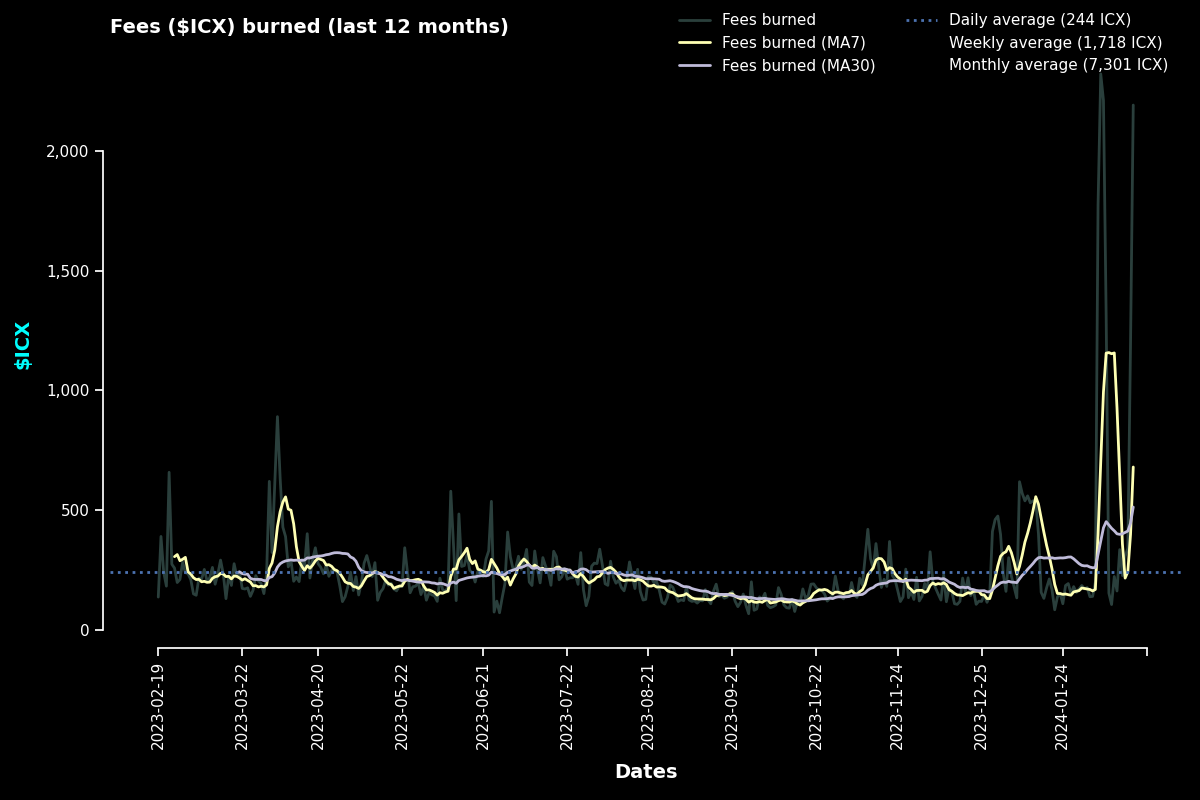 Fees ($ICX) burned (last 12 months)
Fees burned
Fees burned (MA7)
Fees burned (MA30)
Daily average (244 ICX)
Weekly average (1,718 ICX)
Monthly average (7,301 ICX)
2,000
1,500
1,000
500
0
$ICX
2023-02-19
2023-03-22
2023-04-20
2023-05-22
2023-06-21
2023-07-22
2023-08-21
2023-09-21
2023-10-22
2023-11-24
2023-12-25
2024-01-24
Dates